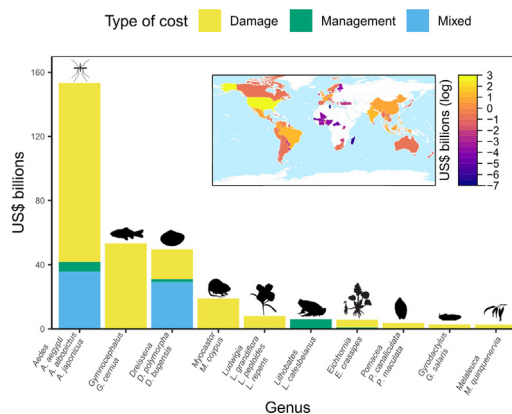 Type of cost Damage Management Mixed
160
120
80
40
0
US$ billions
US$ billions (log)
3
2
1
0
−1
−2
−3
−4
−5
−6
−7
Aedes
A. aegypti
A. albopictus
A. japonicus
Gymnocephalus
G. cernua
Dreissena
D. polymorpha
D. bugensis
Myocastor
M. coypus
Ludwigia
L. grandiflora
L. peploides
L. repens
Lithobates
L. catesbeianus
Eichhornia
E. crassipes
Pomacea
P. canaliculata
P. maculata
Gyrodactylus
G. salaris
Melaleuca
M. quinquenervia
Genus